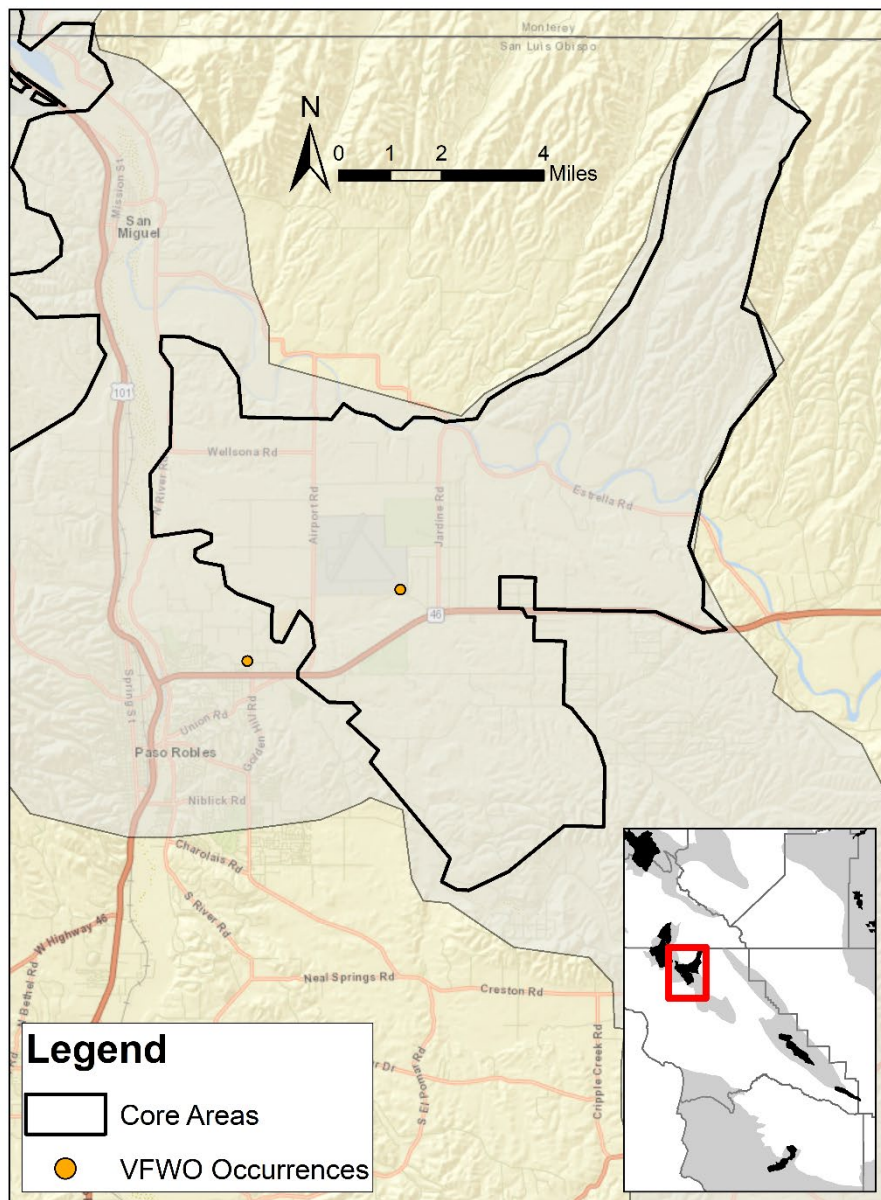 Monterey
San Luis Obispo
N
0 1 2 4
Miles
Mission St
San
Miguel
101
Wellsona Rd
Airport Rd
Jardine Rd
Estrella Rd
46
Spring St
Union Rd
Golden Hill Rd
Paso Robles
Niblick Rd
Charolais Rd
S River Rd
W Highway 46
N Bethel Rd
Neal Springs Rd
Creston Rd
Cripple Creek Rd
S El Pomar Rd
Dr
Rd
Legend
Core Areas
VFWO Occurrences